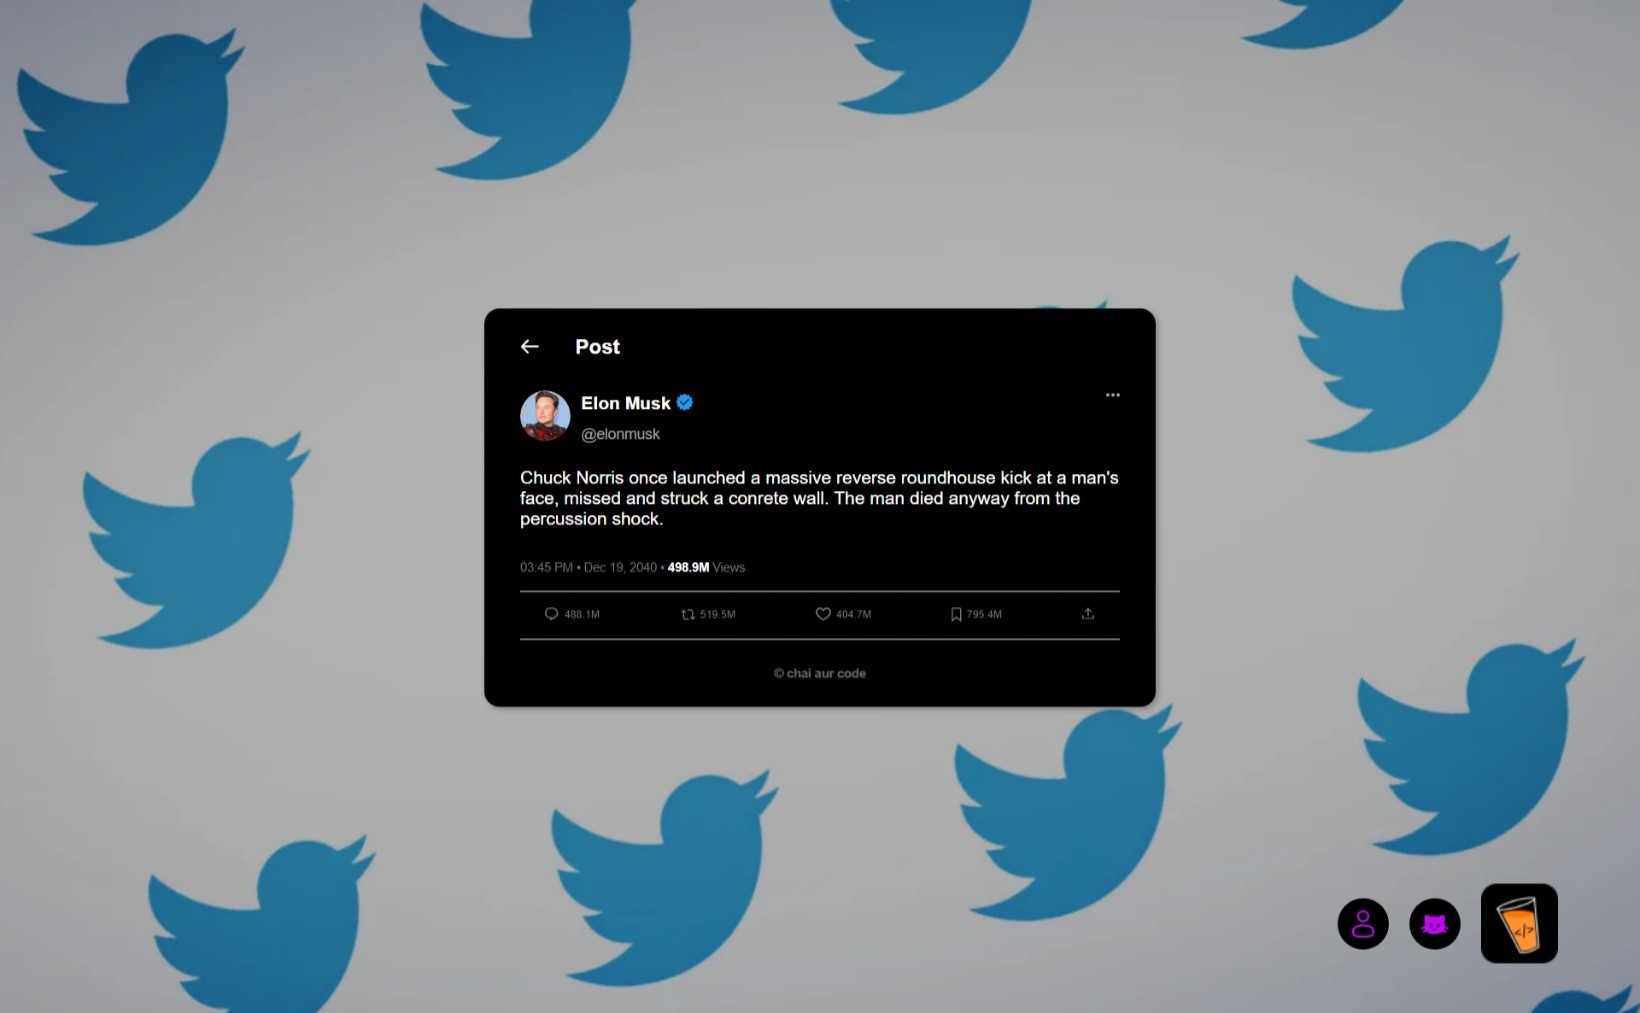 Post
Elon Musk
@elonmusk
Chuck Norris once launched a massive reverse roundhouse kick at a man's
face, missed and struck a conrete wall. The man died anyway from the
percussion shock.
03:45 PM • Dec 19, 2040 • 498.9M Views
488.1M 519.5M 404.7M 795.4M
© chai aur code
</>